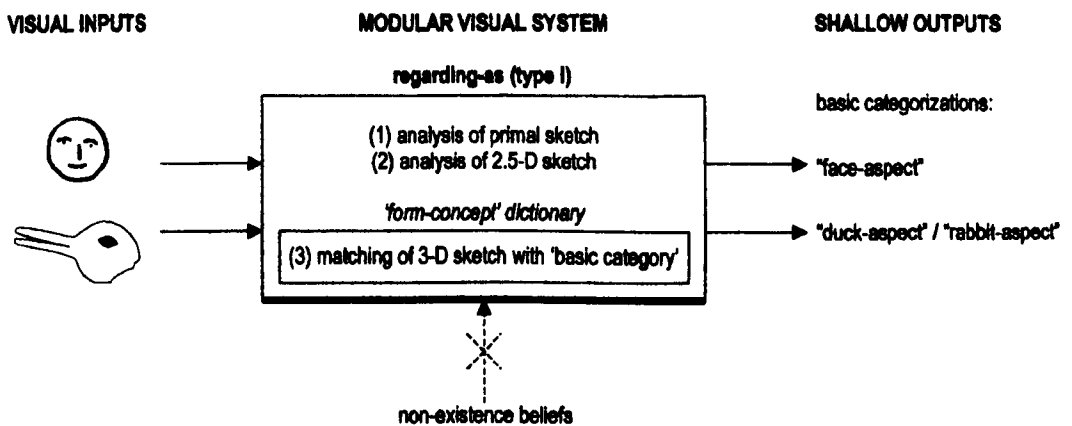 VISUAL INPUTS
MODULAR VISUAL SYSTEM
SHALLOW OUTPUTS
regarding-as (type I)
basic categorizations:
(1) analysis of primal sketch
(2) analysis of 2.5-D sketch
"face-aspect"
'form-concept' dictionary
"duck-aspect" / "rabbit-aspect"
(3) matching of 3-D sketch with 'basic category'
non-existence beliefs